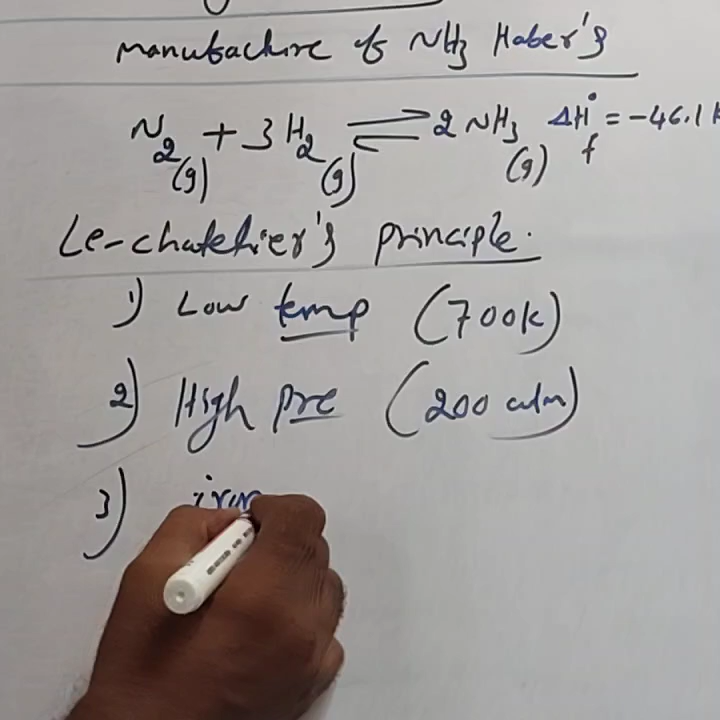 manufacture of NH3 Haber's
N2(g) + 3H2(g) ⇌ 2NH3(g) ΔH°f = -46.1
Le-chatelier's principle.
1) Low temp (700k)
2) High pre (200 atm)
3) iron